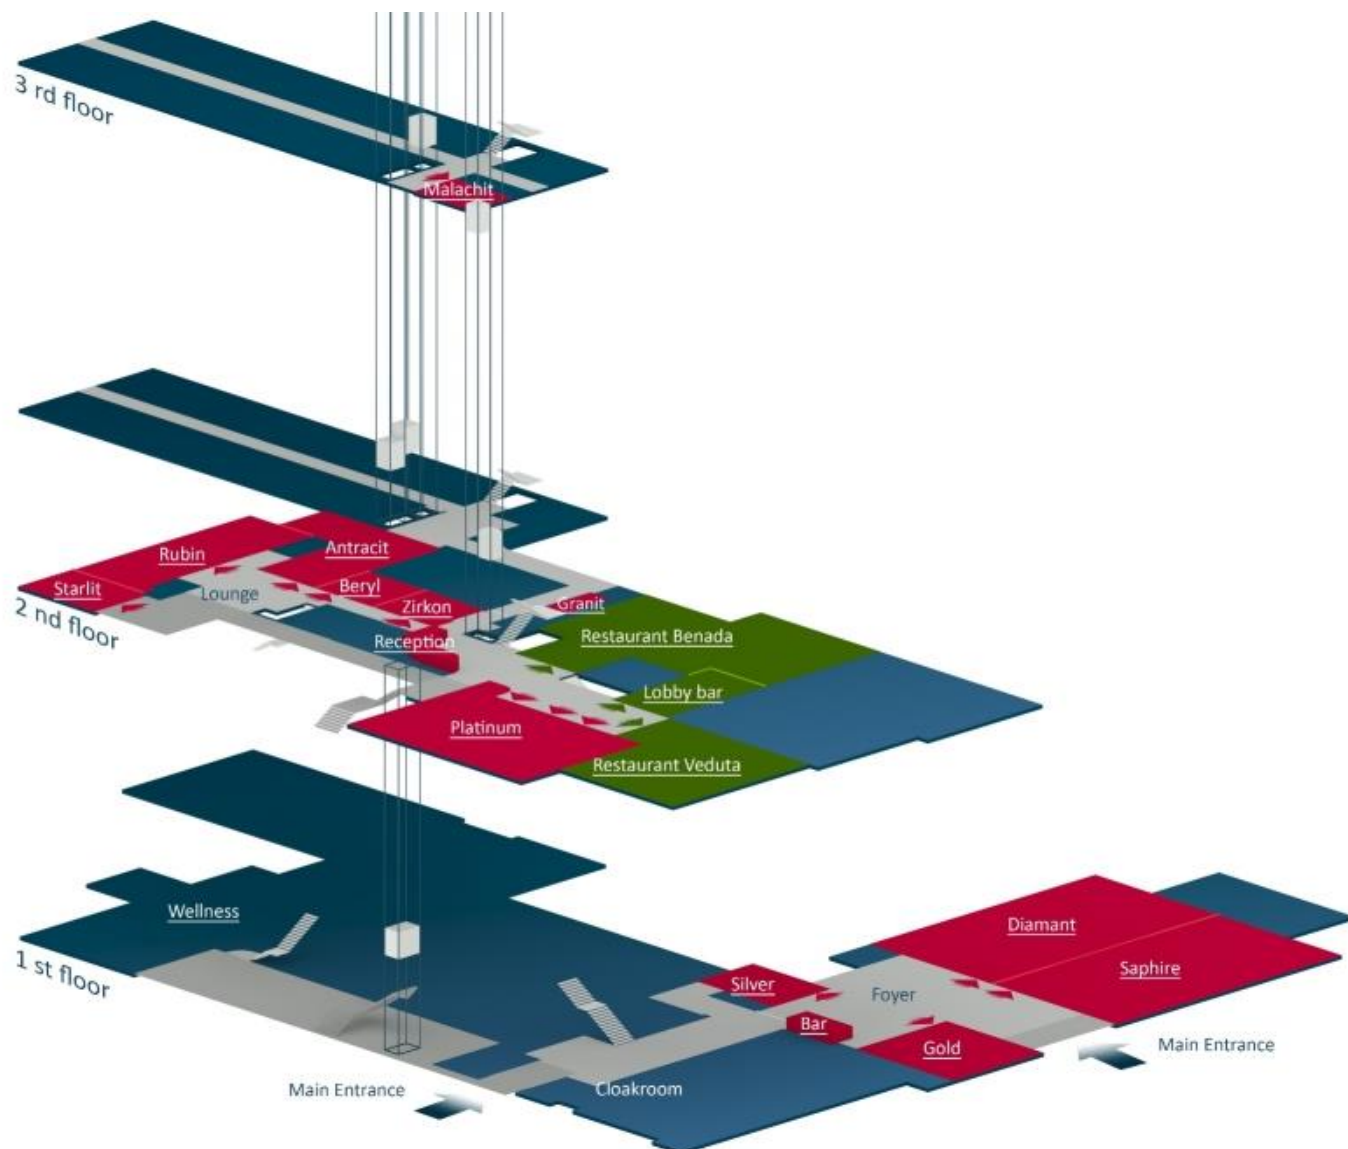 3 rd floor
Malachit
Rubin
Antracit
Starlit
Lounge
Beryl
Zirkon
Granit
2 nd floor
Reception
Restaurant Benada
Lobby bar
Platinum
Restaurant Veduta
Wellness
1 st floor
Diamant
Saphire
Silver
Foyer
Bar
Gold
Main Entrance
Main Entrance
Cloakroom